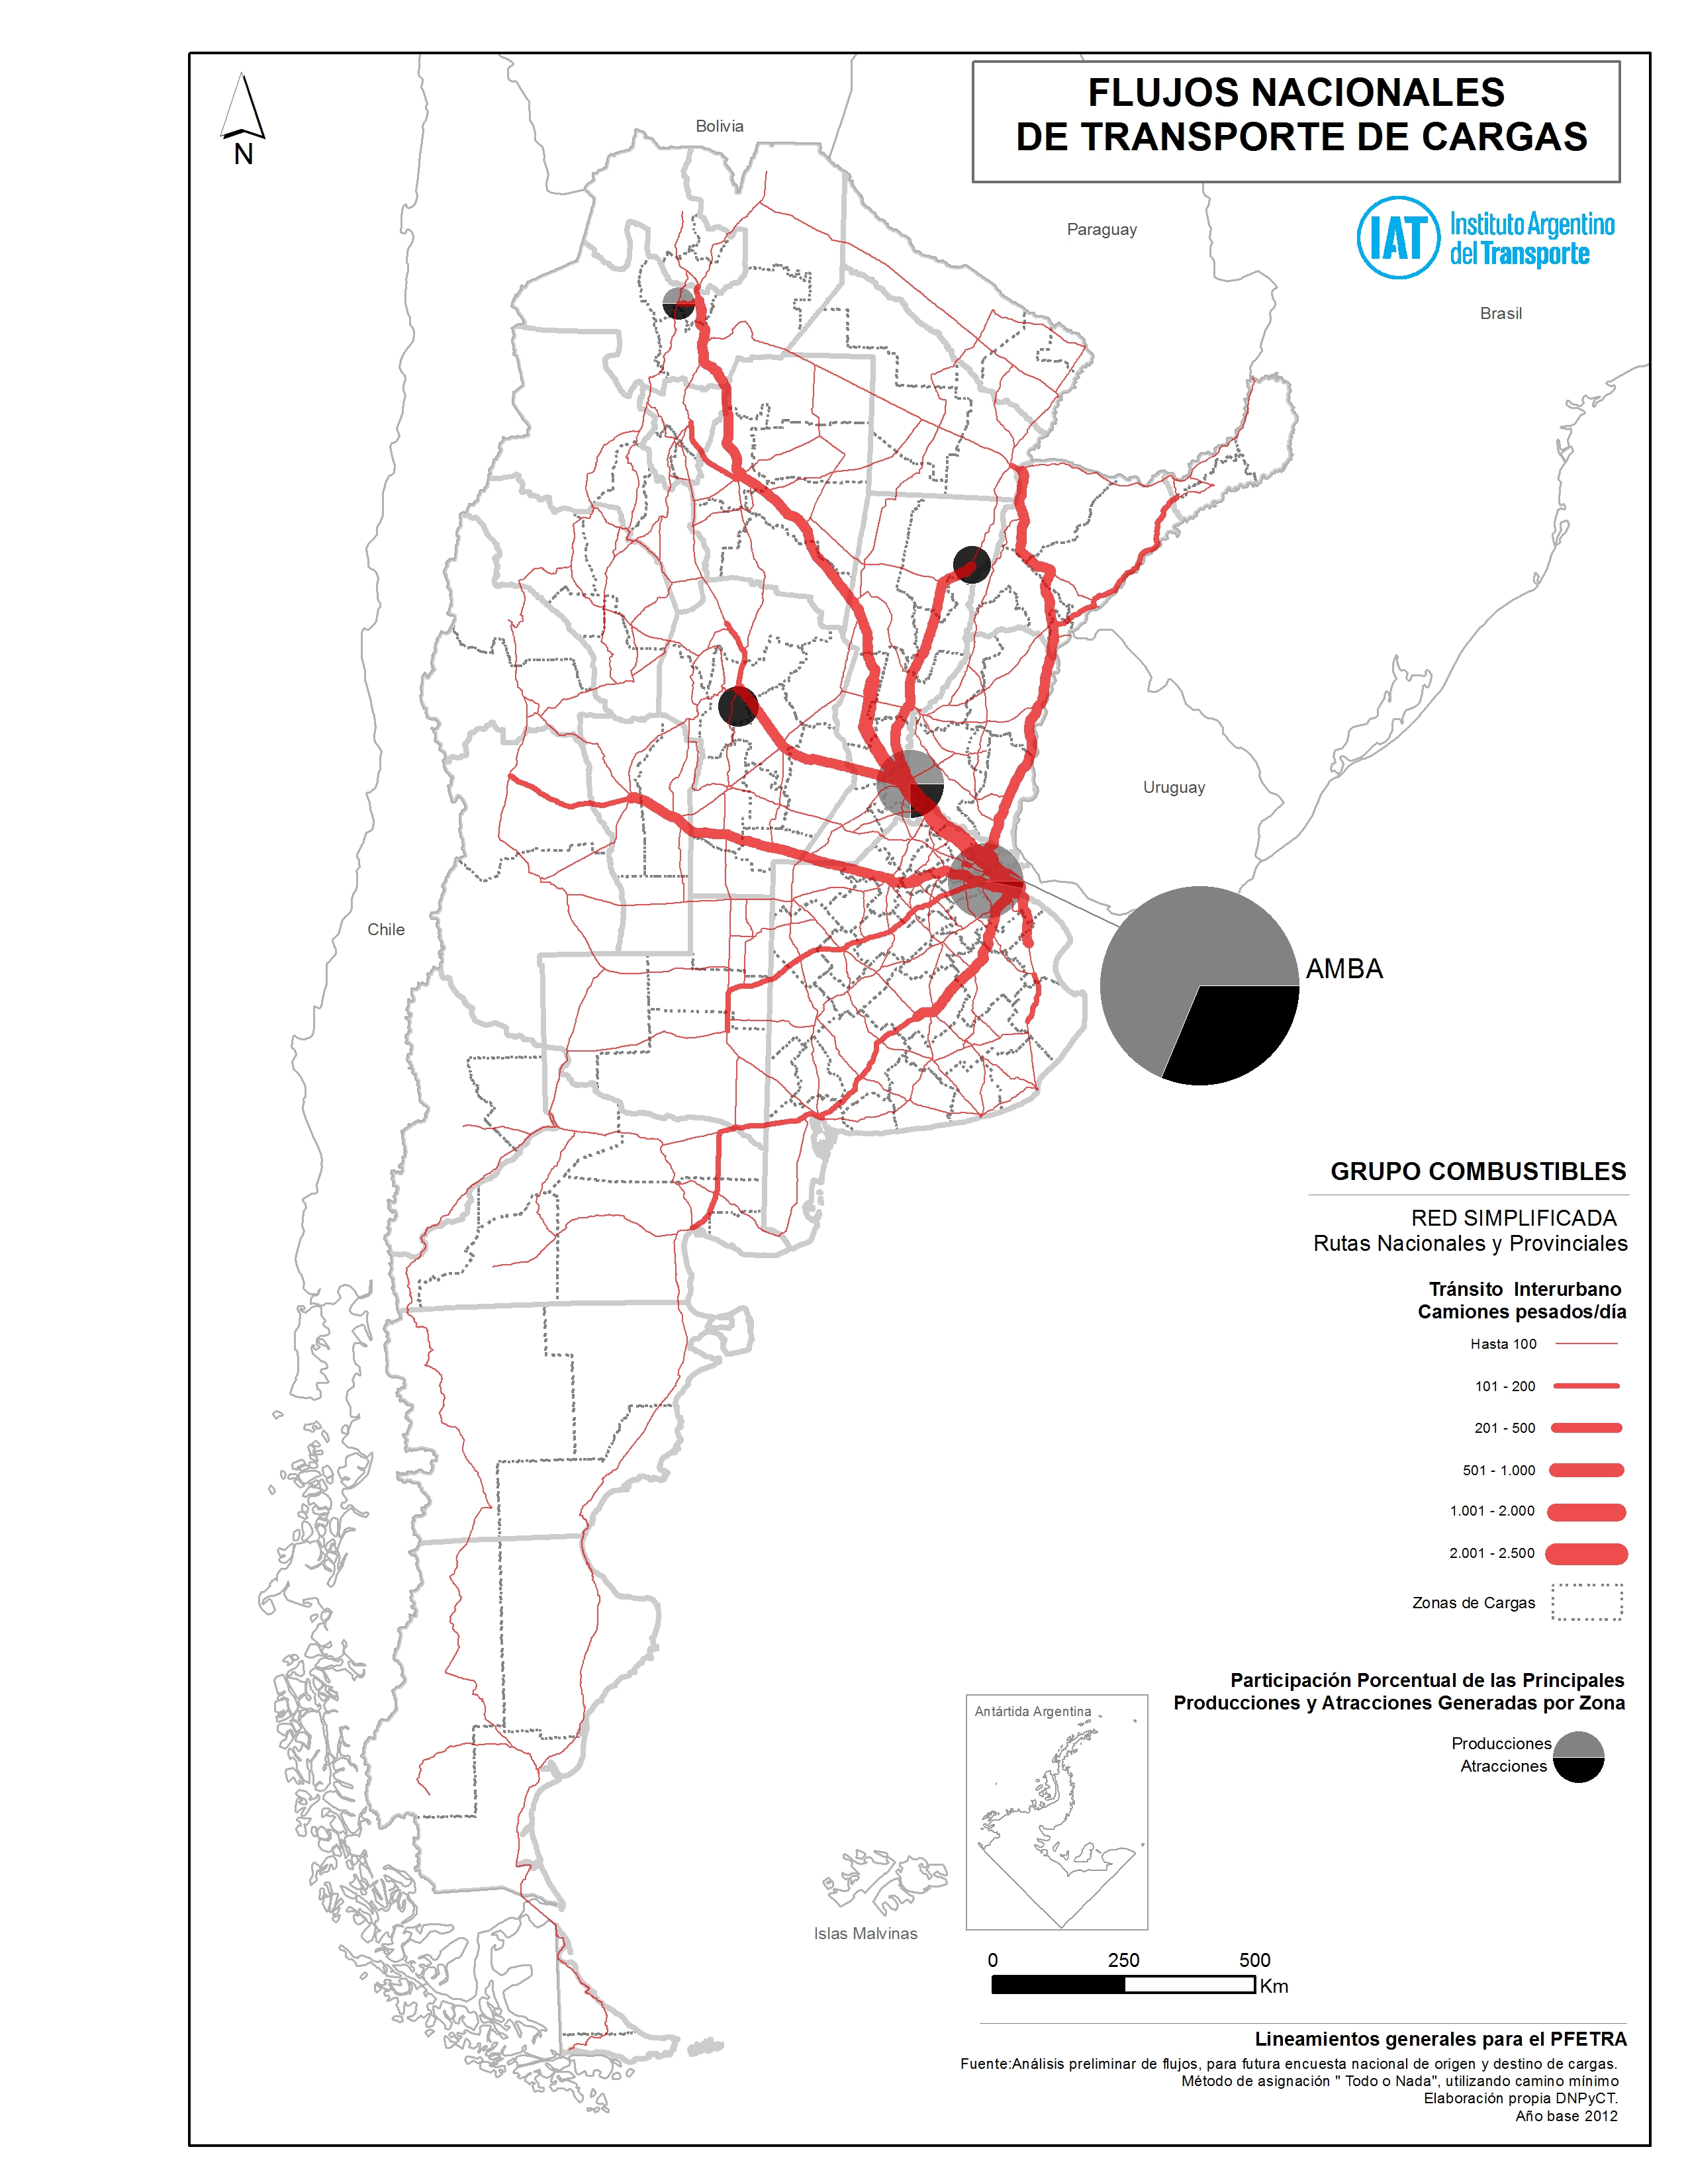 FLUJOS NACIONALES
DE TRANSPORTE DE CARGAS
N
Bolivia
IAT Instituto Argentino
del Transporte
Paraguay
Brasil
Uruguay
Chile
AMBA
GRUPO COMBUSTIBLES
RED SIMPLIFICADA
Rutas Nacionales y Provinciales
Tránsito Interurbano
Camiones pesados/día
Hasta 100
101 - 200
201 - 500
501 - 1.000
1.001 - 2.000
2.001 - 2.500
Zonas de Cargas
Participación Porcentual de las Principales
Producciones y Atracciones Generadas por Zona
Producciones
Atracciones
Antártida Argentina
Islas Malvinas
0 250 500
Km
Lineamientos generales para el PFETRA
Fuente:Análisis preliminar de flujos, para futura encuesta nacional de origen y destino de cargas.
Método de asignación " Todo o Nada", utilizando camino mínimo
Elaboración propia DNPyCT.
Año base 2012